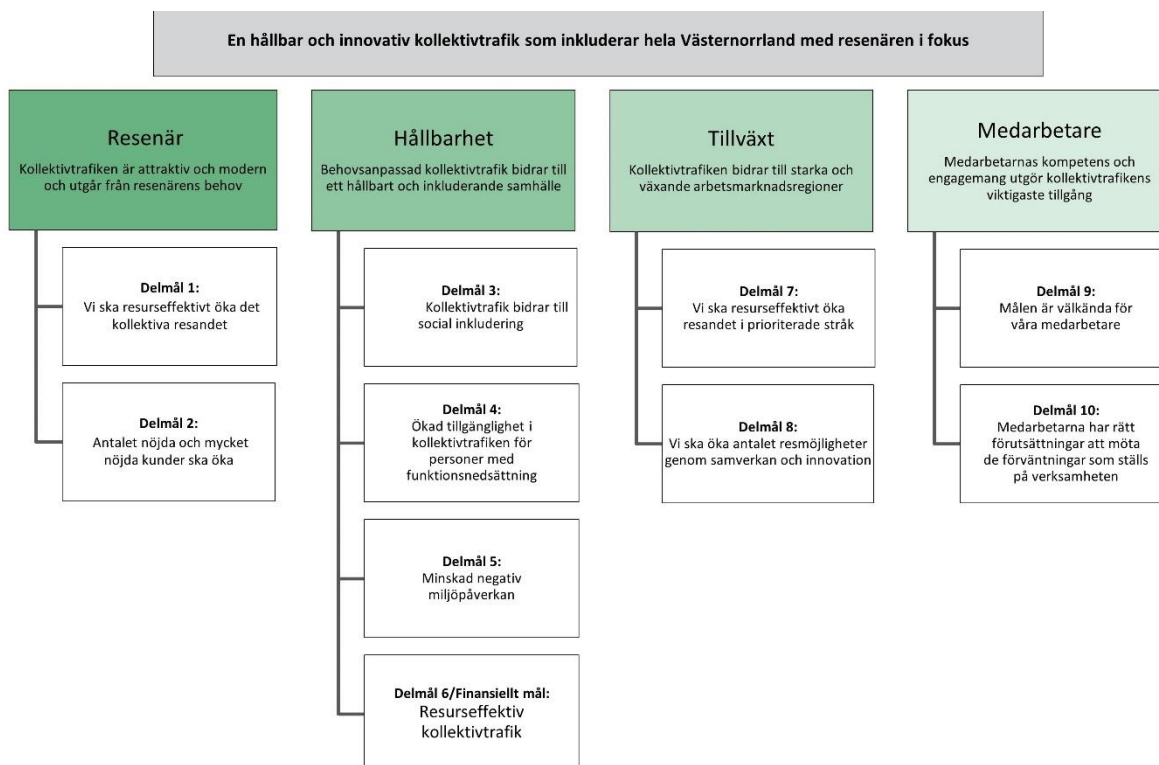 En hållbar och innovativ kollektivtrafik som inkluderar hela Västernorrland med resenären i fokus
Resenär
Kollektivtrafiken är attraktiv och modern
och utgår från resenärens behov
Delmål 1:
Vi ska resurseffektivt öka det
kollektiva resandet
Delmål 2:
Antalet nöjda och mycket
nöjda kunder ska öka
Hållbarhet
Behovsanpassad kollektivtrafik bidrar till
ett hållbart och inkluderande samhälle
Delmål 3:
Kollektivtrafik bidrar till
social inkludering
Delmål 4:
Ökad tillgänglighet i
kollektivtrafiken för
personer med
funktionsnedsättning
Delmål 5:
Minskad negativ
miljöpåverkan
Delmål 6/Finansiellt mål:
Resurseffektiv
kollektivtrafik
Tillväxt
Kollektivtrafiken bidrar till starka och
växande arbetsmarknadsregioner
Delmål 7:
Vi ska resurseffektivt öka
resandet i prioriterade stråk
Delmål 8:
Vi ska öka antalet resmöjligheter
genom samverkan och innovation
Medarbetare
Medarbetarnas kompetens och
engagemang utgör kollektivtrafikens
viktigaste tillgång
Delmål 9:
Målen är välkända för
våra medarbetare
Delmål 10:
Medarbetarna har rätt
förutsättningar att möta
de förväntningar som ställs
på verksamheten